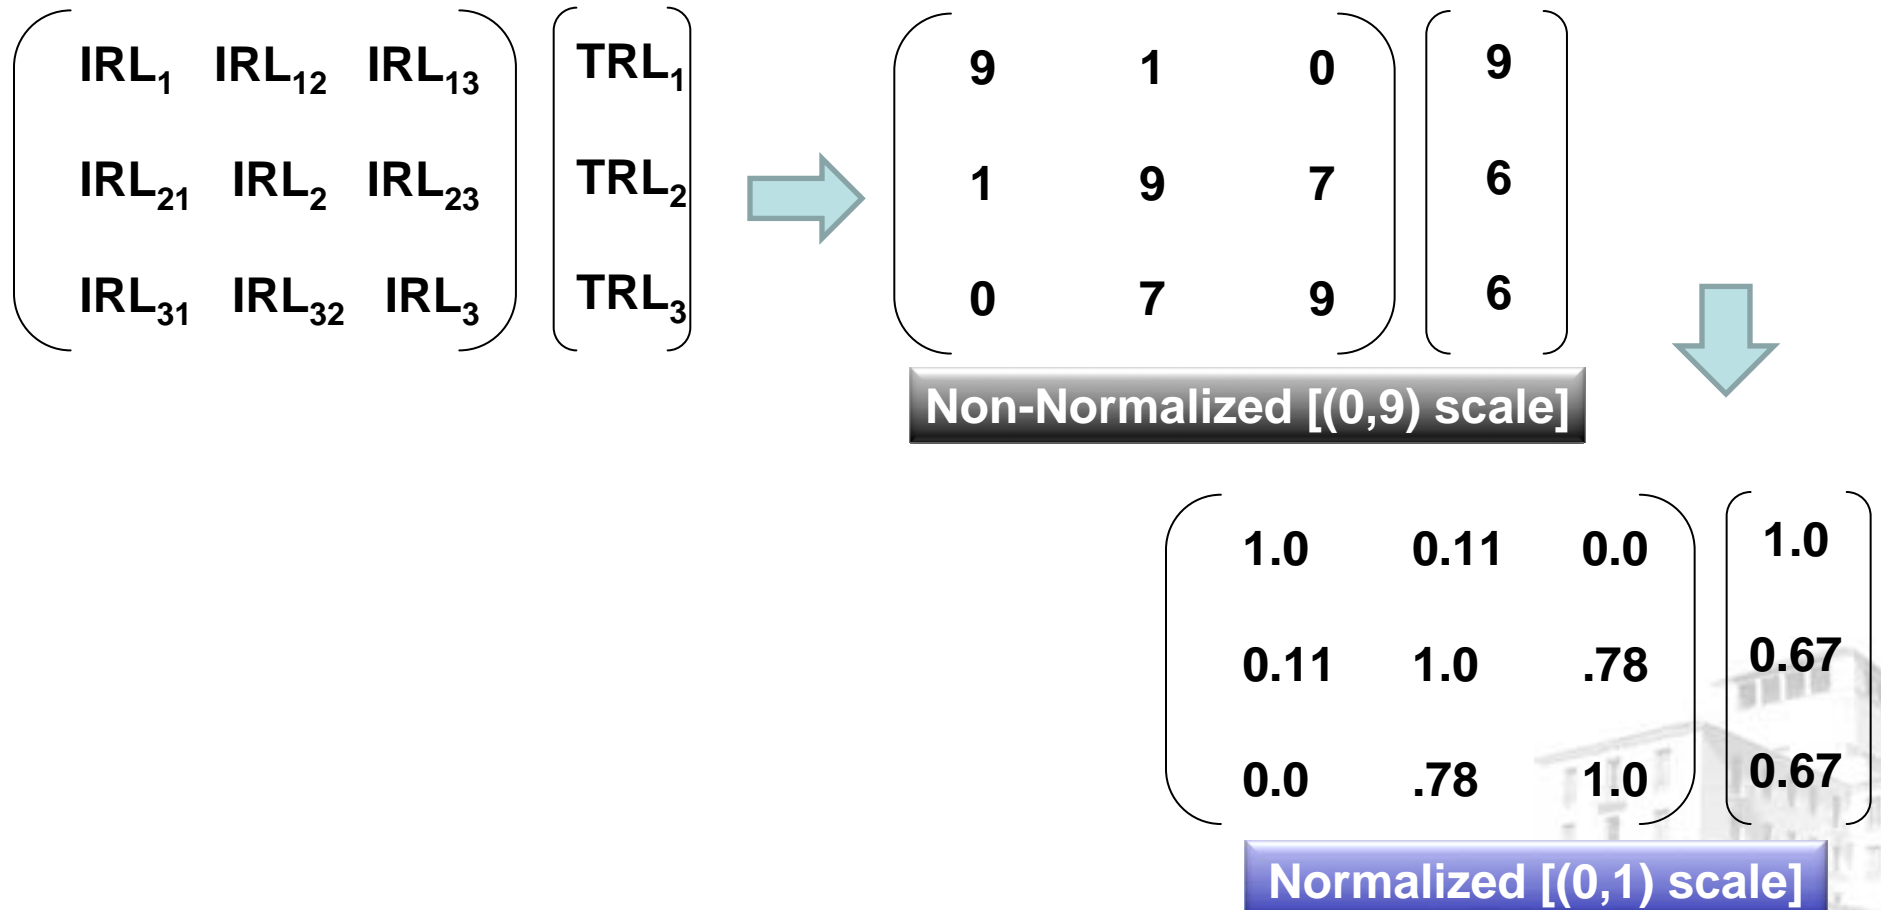 IRL₁ IRL₁₂ IRL₁₃ TRL₁
IRL₂₁ IRL₂ IRL₂₃ TRL₂
IRL₃₁ IRL₃₂ IRL₃ TRL₃
9 1 0 9
1 9 7 6
0 7 9 6
Non-Normalized [(0,9) scale]
1.0 0.11 0.0 1.0
0.11 1.0 .78 0.67
0.0 .78 1.0 0.67
Normalized [(0,1) scale]